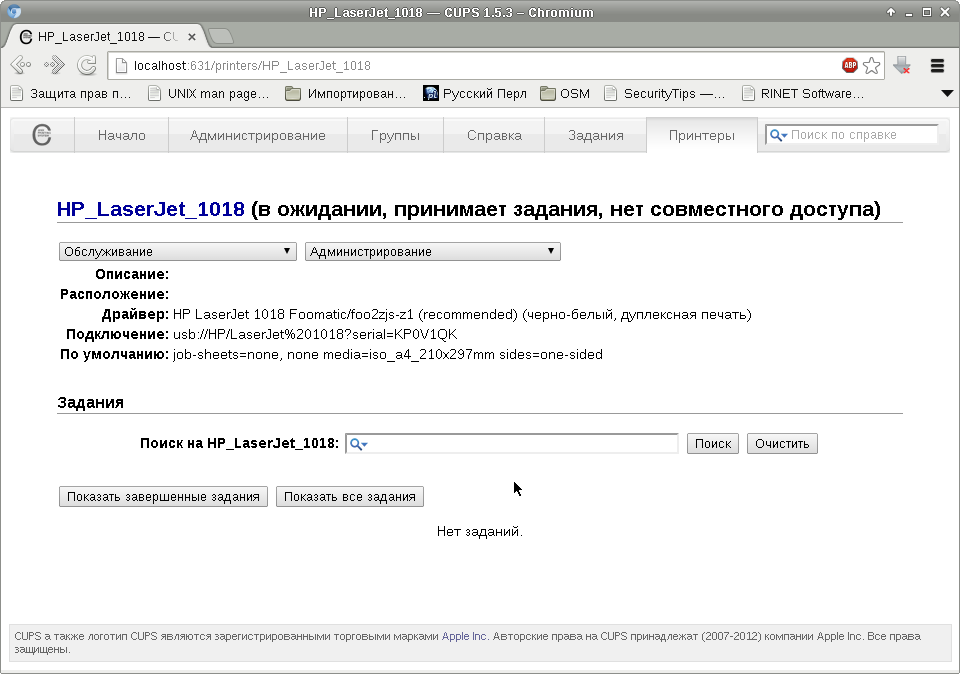 HP_LaserJet_1018 — CUPS 1.5.3 – Chromium
HP_LaserJet_1018 — CU
localhost:631/printers/HP_LaserJet_1018
ABP
Защита прав п... UNIX man page... Импортирован... Русский Перл OSM SecurityTips —... RINET Software...
Начало Администрирование Группы Справка Задания Принтеры Поиск по справке
HP_LaserJet_1018 (в ожидании, принимает задания, нет совместного доступа)
Обслуживание Администрирование
Описание:
Расположение:
Драйвер: HP LaserJet 1018 Foomatic/foo2zjs-z1 (recommended) (черно-белый, дуплексная печать)
Подключение: usb://HP/LaserJet%201018?serial=KP0V1QK
По умолчанию: job-sheets=none, none media=iso_a4_210x297mm sides=one-sided
Задания
Поиск на HP_LaserJet_1018: Поиск Очистить
Показать завершенные задания Показать все задания
Нет заданий.
CUPS а также логотип CUPS являются зарегистрированными торговыми марками Apple Inc. Авторские права на CUPS принадлежат (2007-2012) компании Apple Inc. Все права
защищены.